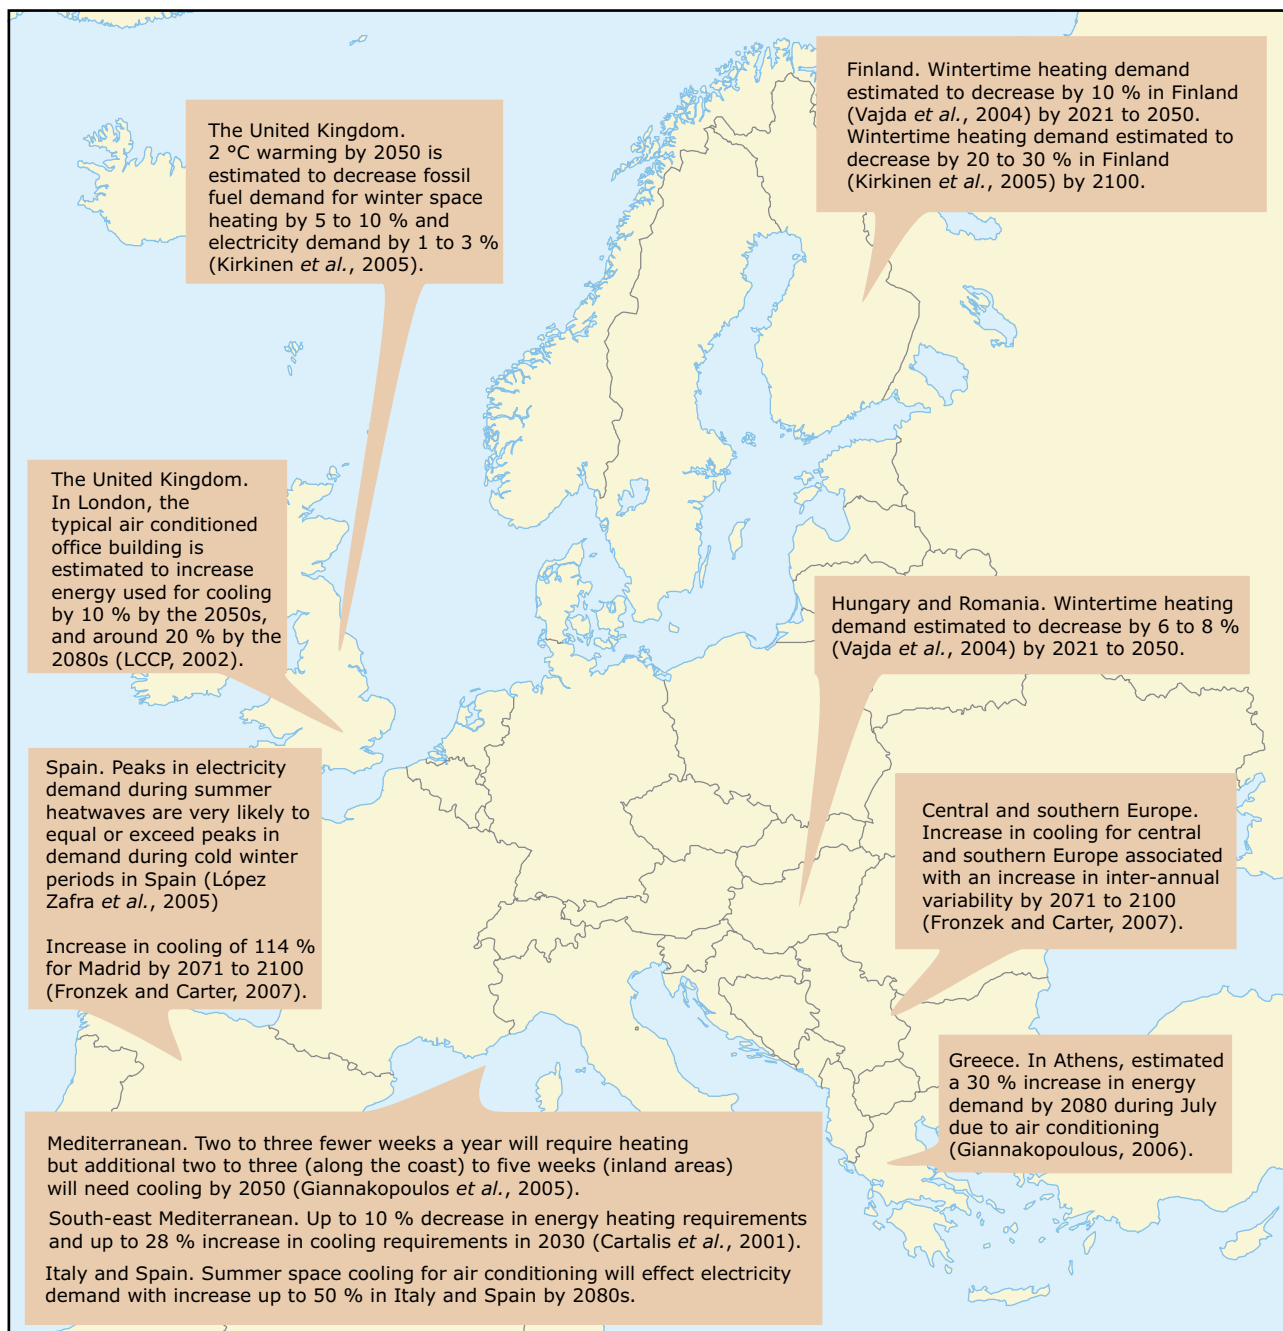 Finland. Wintertime heating demand
estimated to decrease by 10 % in Finland
(Vajda et al., 2004) by 2021 to 2050.
Wintertime heating demand estimated to
decrease by 20 to 30 % in Finland
(Kirkinen et al., 2005) by 2100.
The United Kingdom.
2 °C warming by 2050 is
estimated to decrease fossil
fuel demand for winter space
heating by 5 to 10 % and
electricity demand by 1 to 3 %
(Kirkinen et al., 2005).
The United Kingdom.
In London, the
typical air conditioned
office building is
estimated to increase
energy used for cooling
by 10 % by the 2050s,
and around 20 % by the
2080s (LCCP, 2002).
Hungary and Romania. Wintertime heating
demand estimated to decrease by 6 to 8 %
(Vajda et al., 2004) by 2021 to 2050.
Spain. Peaks in electricity
demand during summer
heatwaves are very likely to
equal or exceed peaks in
demand during cold winter
periods in Spain (López
Zafra et al., 2005)
Increase in cooling of 114 %
for Madrid by 2071 to 2100
(Fronzek and Carter, 2007).
Central and southern Europe.
Increase in cooling for central
and southern Europe associated
with an increase in inter-annual
variability by 2071 to 2100
(Fronzek and Carter, 2007).
Greece. In Athens, estimated
a 30 % increase in energy
demand by 2080 during July
due to air conditioning
(Giannakopoulous, 2006).
Mediterranean. Two to three fewer weeks a year will require heating
but additional two to three (along the coast) to five weeks (inland areas)
will need cooling by 2050 (Giannakopoulos et al., 2005).
South-east Mediterranean. Up to 10 % decrease in energy heating requirements
and up to 28 % increase in cooling requirements in 2030 (Cartalis et al., 2001).
Italy and Spain. Summer space cooling for air conditioning will effect electricity
demand with increase up to 50 % in Italy and Spain by 2080s.